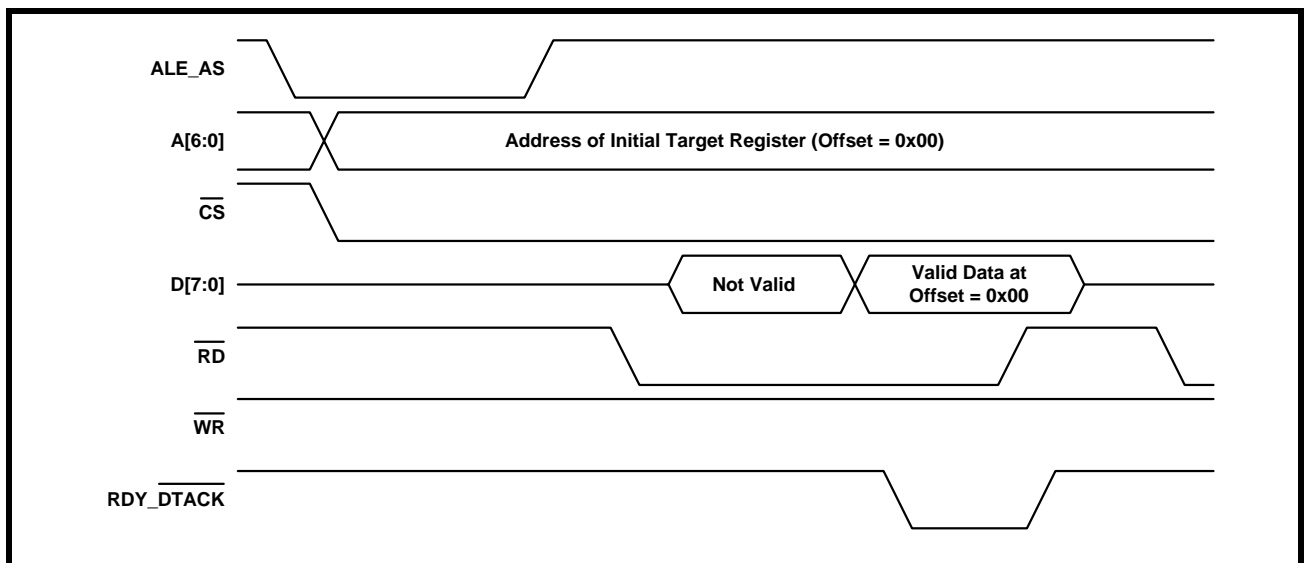 ALE_AS
A[6:0]
Address of Initial Target Register (Offset = 0x00)
CS
D[7:0]
Not Valid
Valid Data at
Offset = 0x00
RD
WR
RDY_DTACK